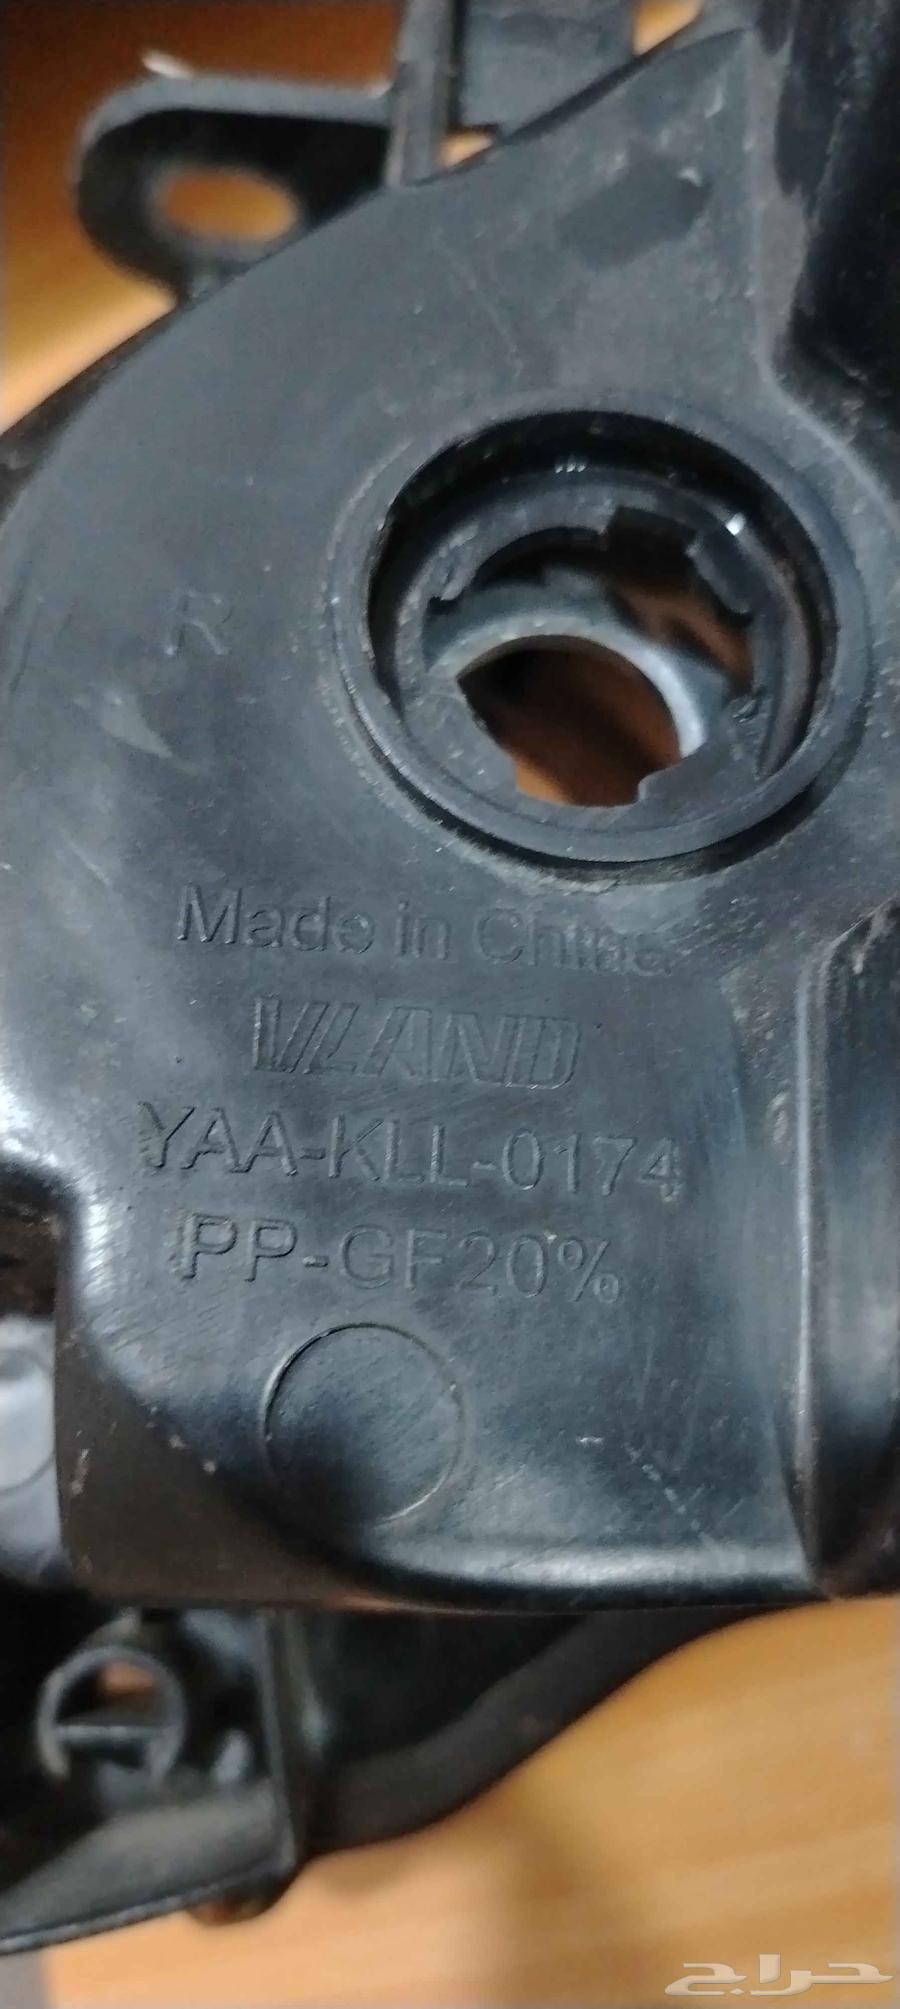 R
Made in China
VLAND
YAA-KLL-0174
PP-GF20%
حراج